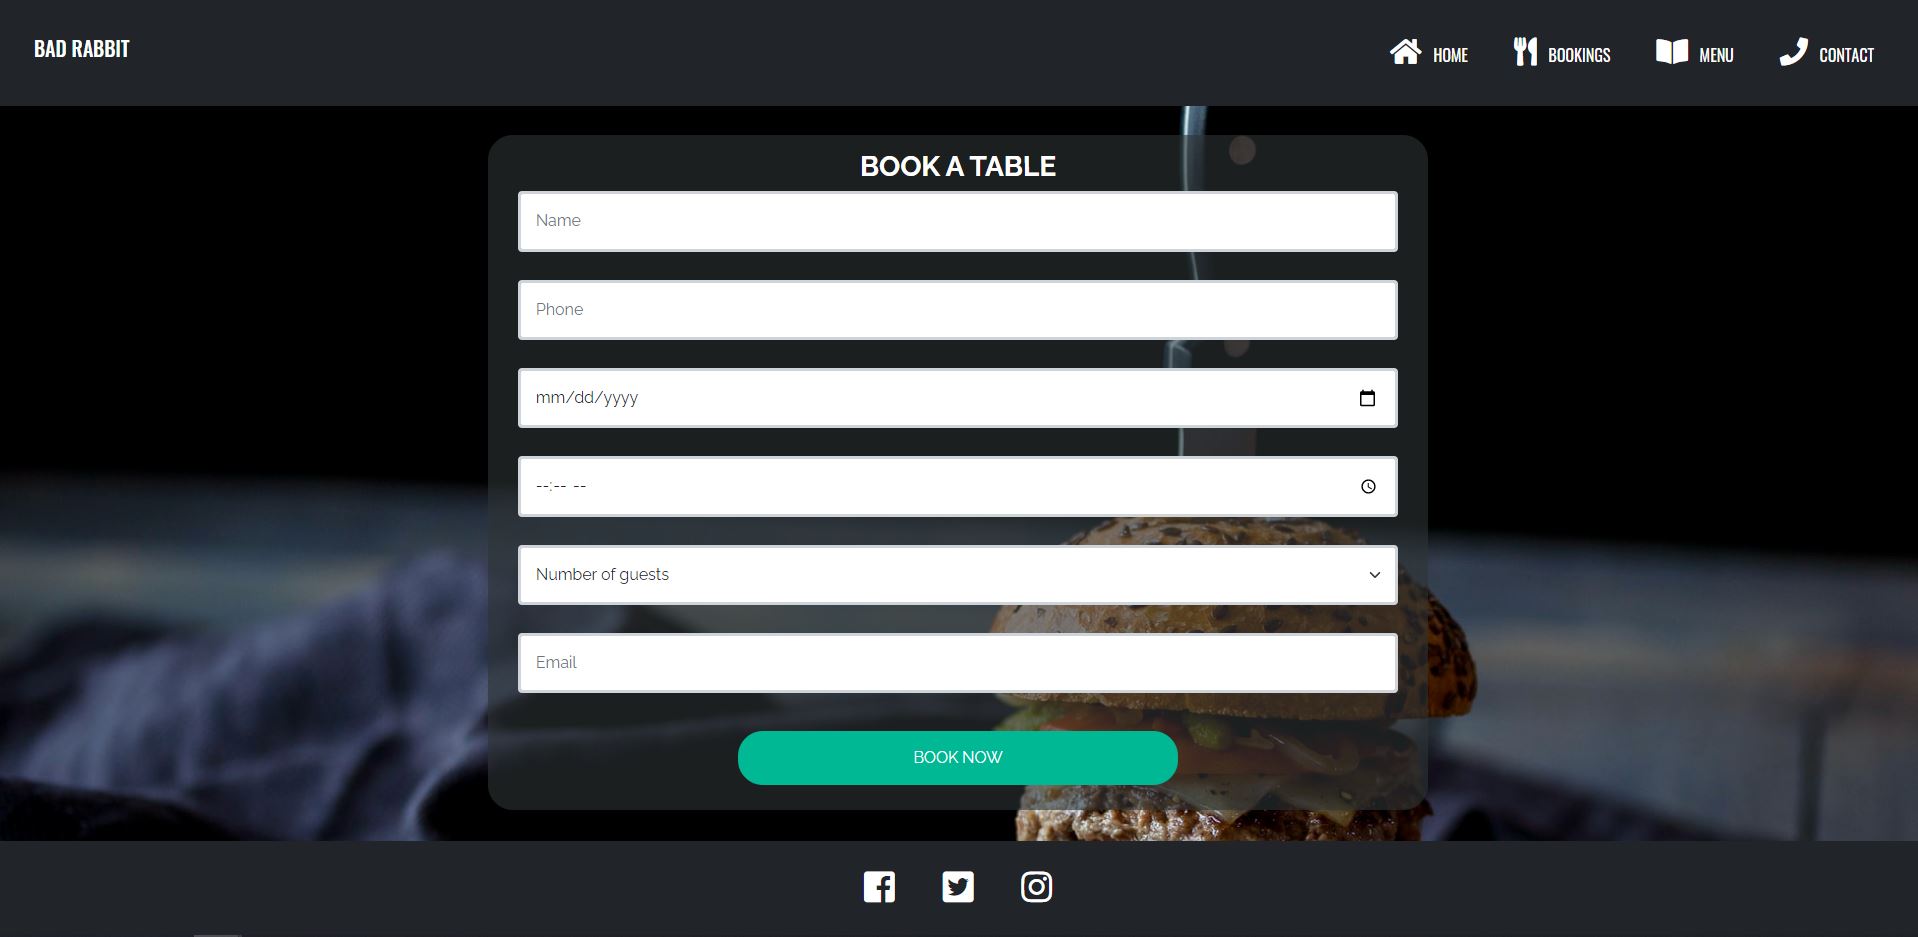 BAD RABBIT
HOME
BOOKINGS
MENU
CONTACT
BOOK A TABLE
Name
Phone
mm/dd/yyyy
--:-- --
Number of guests
Email
BOOK NOW